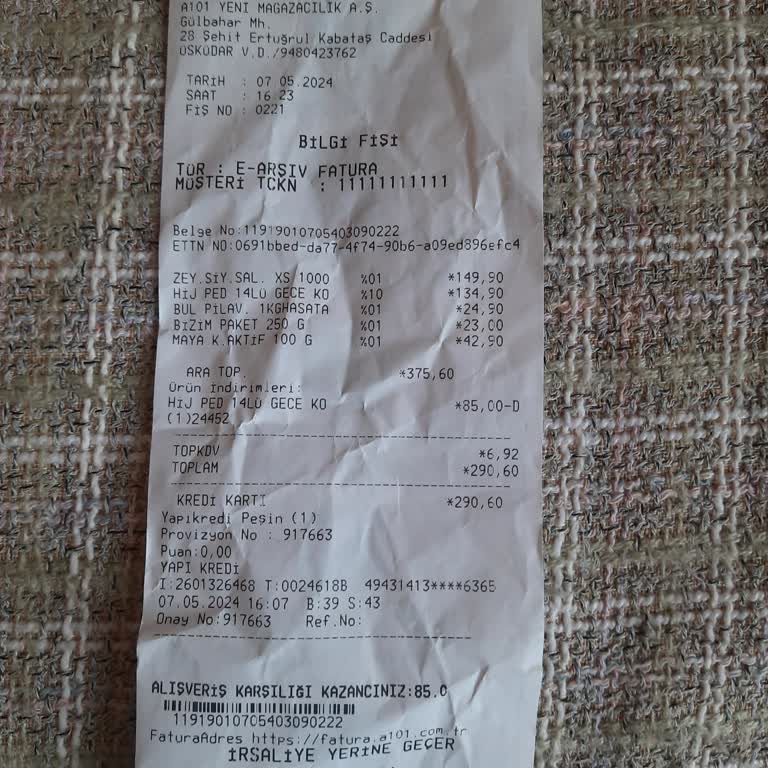 A101 YENİ MAĞAZACILIK A.Ş.
Gülbahar Mh.
28 Şehit Ertuğrul Kabataş Caddesi
ÜSKÜDAR V.D./9480423762
TARİH : 07.05.2024
SAAT : 16.23
FİŞ NO : 0221
BİLGİ FİŞİ
TÜR : E-ARŞİV FATURA
MÜŞTERİ TCKN : 11111111111
Belge No:11919010705403090222
ETTN NO:0691bbed-da77-4f74-90b6-a09ed896efc4
ZEY.SİY.SAL. XS 1000 %01 *149,90
HİJ PED 14LÜ GECE KO %10 *134,90
BUL PİLAV. 1KGHASATA %01 *24,90
BİZİM PAKET 250 G %01 *23,00
MAYA K.AKTİF 100 G %01 *42,90
ARA TOP. *375,60
Ürün İndirimleri:
HİJ PED 14LÜ GECE KO *85,00-D
(1)24452
TOPKDV *6,92
TOPLAM *290,60
KREDİ KARTI *290,60
Yapıkredi Peşin (1)
Provizyon No : 917663
Puan:0,00
YAPI KREDİ
I:2601326468 T:0024618B 49431413****6365
07.05.2024 16:07 B:39 S:43
Onay No:917663 Ref.No:
ALIŞVERİŞ KARŞILIĞI KAZANCINIZ:85,0
11919010705403090222
FaturaAdres https://fatura.a101.com.tr
İRSALİYE YERİNE GEÇER